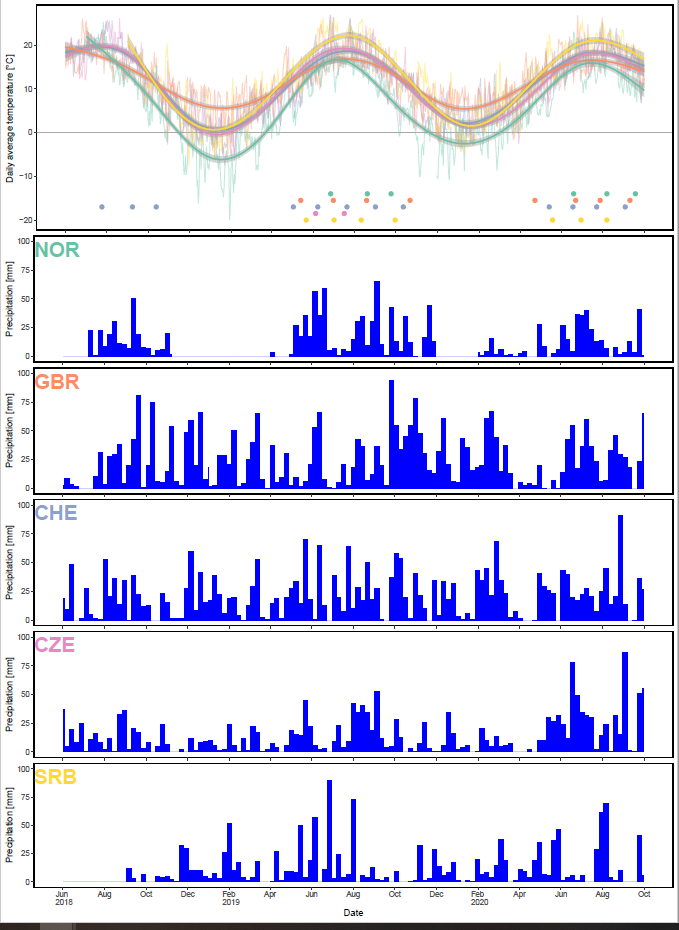 Daily average temperature [°C]
20
10
0
−10
−20
NOR
Precipitation [mm]
100
75
50
25
0
GBR
Precipitation [mm]
100
75
50
25
0
CHE
Precipitation [mm]
100
75
50
25
0
CZE
Precipitation [mm]
100
75
50
25
0
SRB
Precipitation [mm]
100
75
50
25
0
Jun Aug Oct Dec Feb Apr Jun Aug Oct Dec Feb Apr Jun Aug Oct
2018 2019 2020
Date